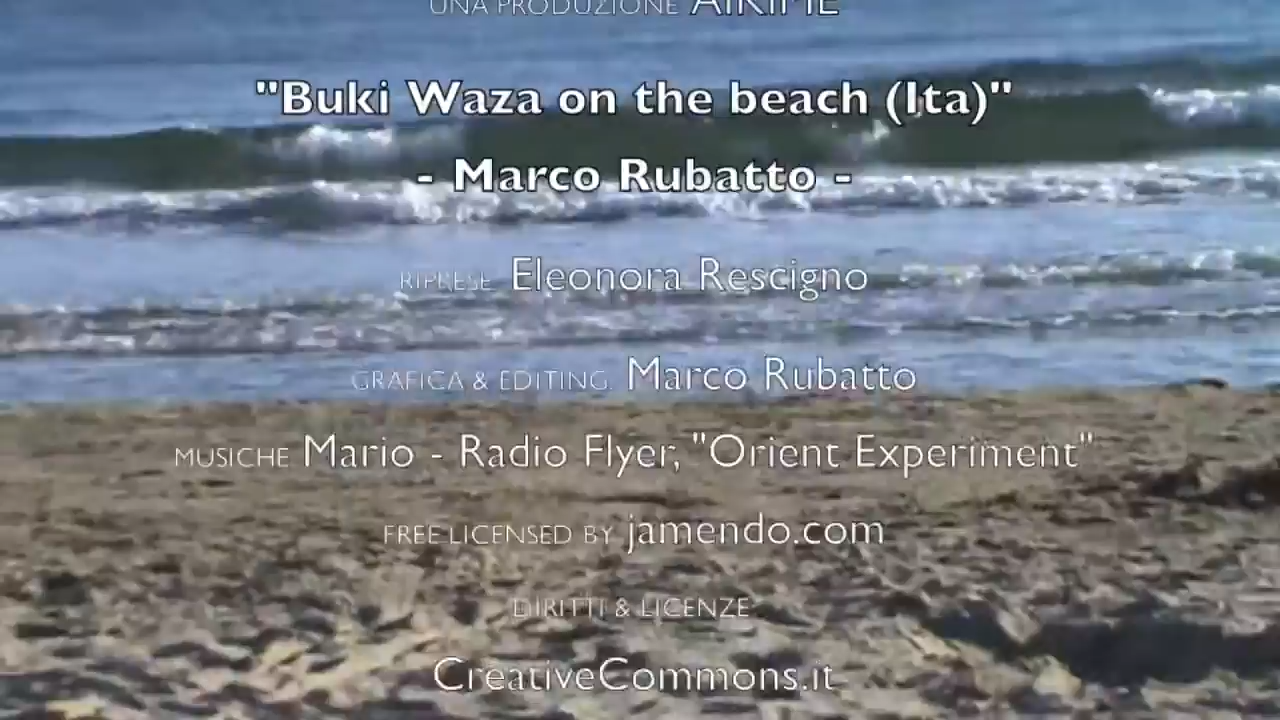 UNA PRODUZIONE AIKIME
"Buki Waza on the beach (Ita)"
- Marco Rubatto -
RIPRESE Eleonora Rescigno
GRAFICA & EDITING. Marco Rubatto
MUSICHE Mario - Radio Flyer, "Orient Experiment"
FREE LICENSED BY jamendo.com
DIRITTI & LICENZE
CreativeCommons.it